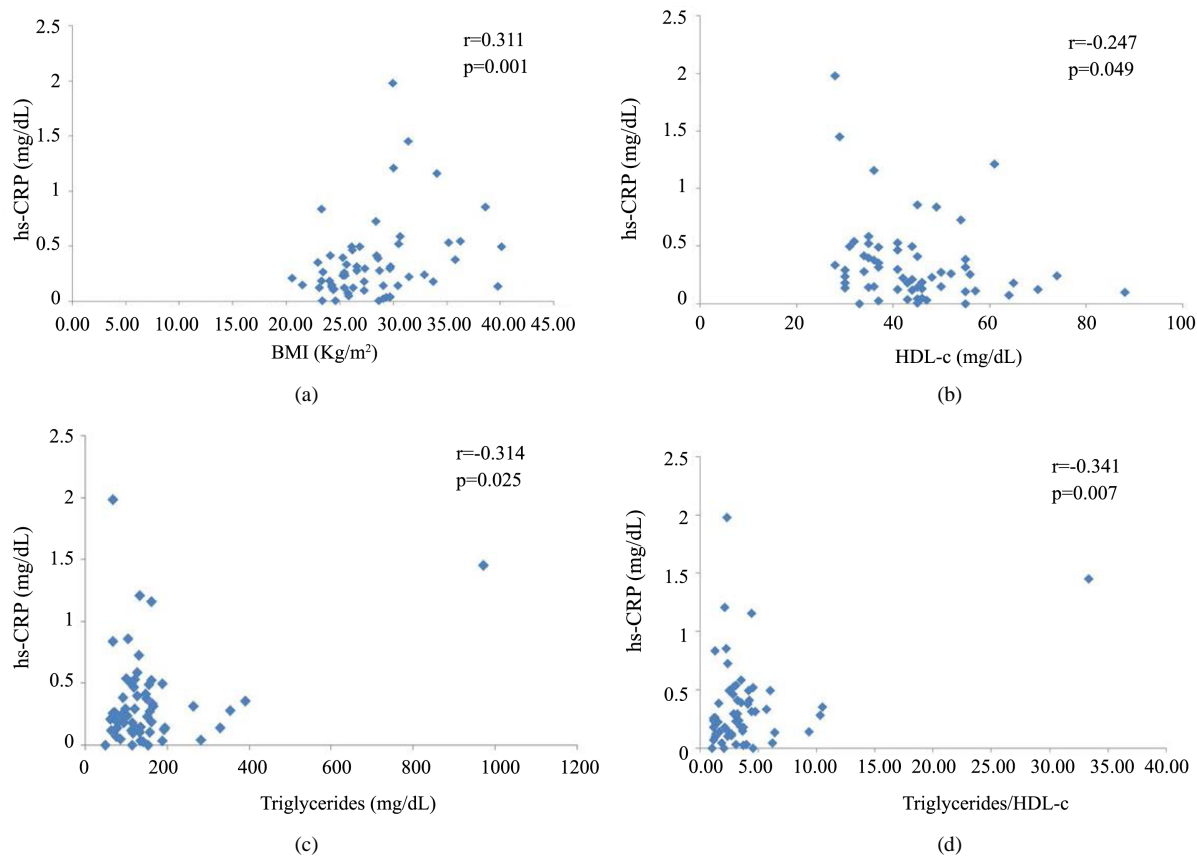 2.5
2
1.5
1
0.5
0
hs-CRP (mg/dL)
r=0.311
p=0.001
0.00 5.00 10.00 15.00 20.00 25.00 30.00 35.00 40.00 45.00
BMI (Kg/m²)
(a)
2.5
2
1.5
1
0.5
0
hs-CRP (mg/dL)
r=-0.247
p=0.049
0 20 40 60 80 100
HDL-c (mg/dL)
(b)
2.5
2
1.5
1
0.5
0
hs-CRP (mg/dL)
r=-0.314
p=0.025
0 200 400 600 800 1000 1200
Triglycerides (mg/dL)
(c)
2.5
2
1.5
1
0.5
0
hs-CRP (mg/dL)
r=-0.341
p=0.007
0.00 5.00 10.00 15.00 20.00 25.00 30.00 35.00 40.00
Triglycerides/HDL-c
(d)